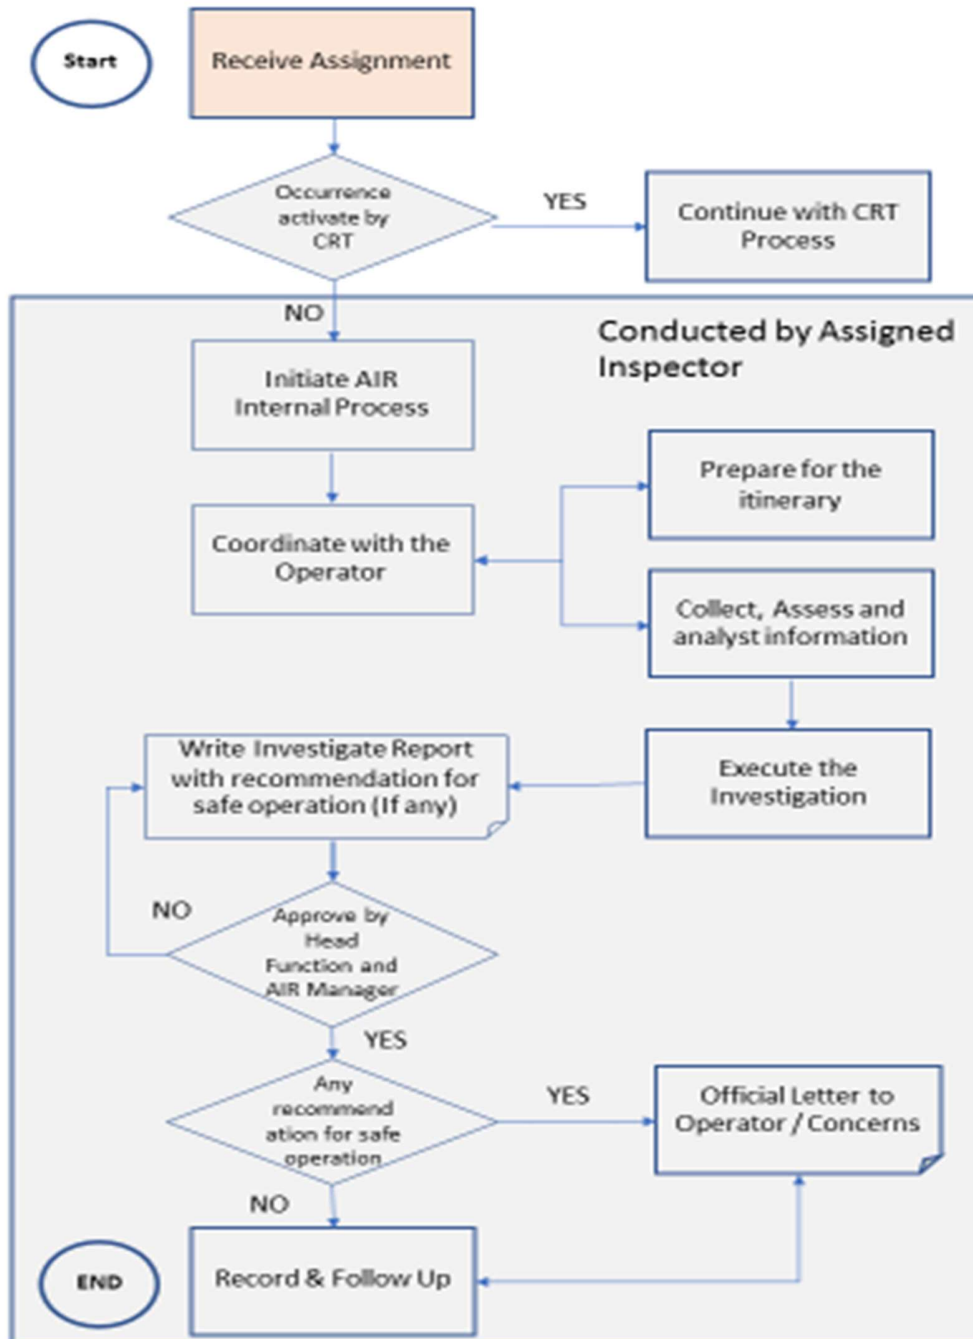 Start
Receive Assignment
Occurrence
activate by
CRT
YES
Continue with CRT
Process
NO
Conducted by Assigned
Inspector
Initiate AIR
Internal Process
Prepare for the
itinerary
Coordinate with the
Operator
Collect, Assess and
analyst information
Write Investigate Report
with recommendation for
safe operation (If any)
Execute the
Investigation
NO
Approve by
Head
Function and
AIR Manager
YES
Any
recommend
ation for safe
operation
YES
Official Letter to
Operator / Concerns
NO
END
Record & Follow Up